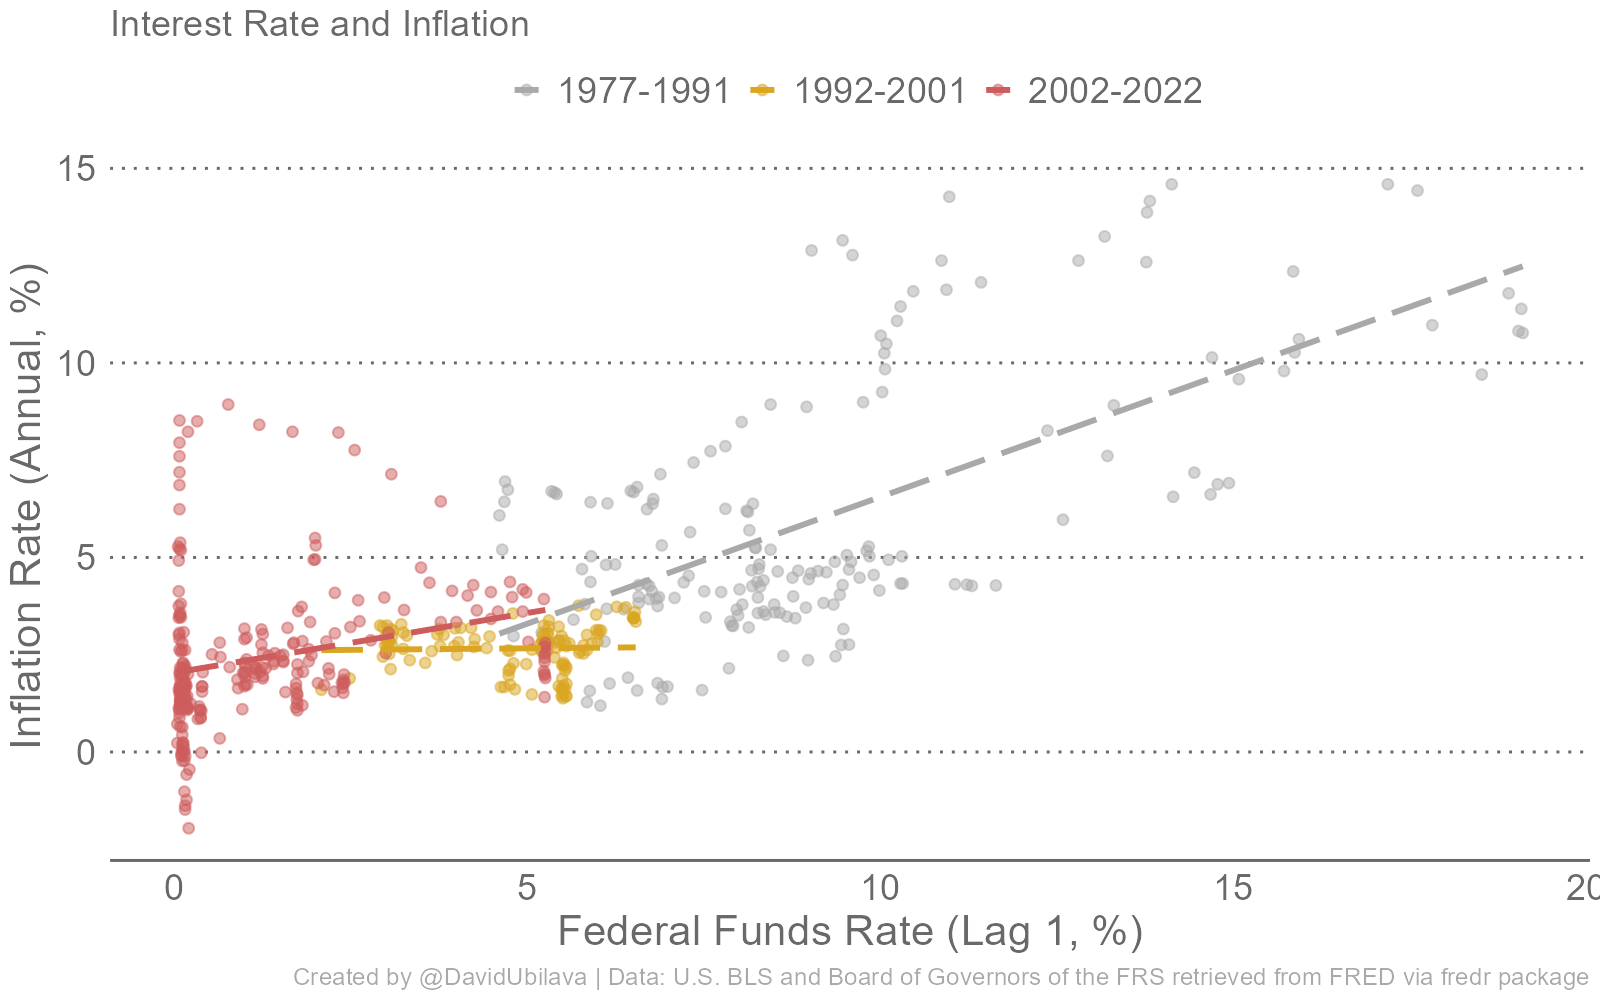 Interest Rate and Inflation
1977-1991 1992-2001 2002-2022
15
10
5
0
Inflation Rate (Annual, %)
0 5 10 15 20
Federal Funds Rate (Lag 1, %)
Created by @DavidUbilava | Data: U.S. BLS and Board of Governors of the FRS retrieved from FRED via fredr package